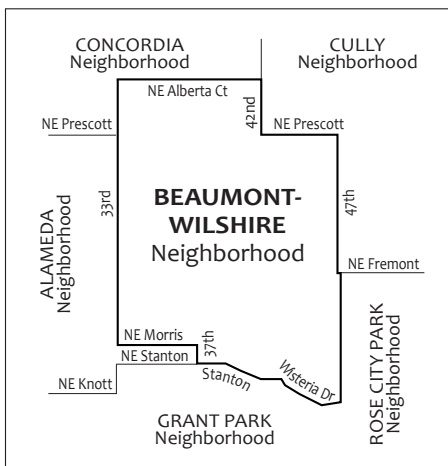 CONCORDIA
Neighborhood
CULLY
Neighborhood
NE Alberta Ct
42nd
NE Prescott
NE Prescott
33rd
47th
BEAUMONT-
WILSHIRE
Neighborhood
ALAMEDA
Neighborhood
NE Fremont
NE Morris
37th
NE Stanton
Stanton
Wisteria Dr
NE Knott
ROSE CITY PARK
Neighborhood
GRANT PARK
Neighborhood